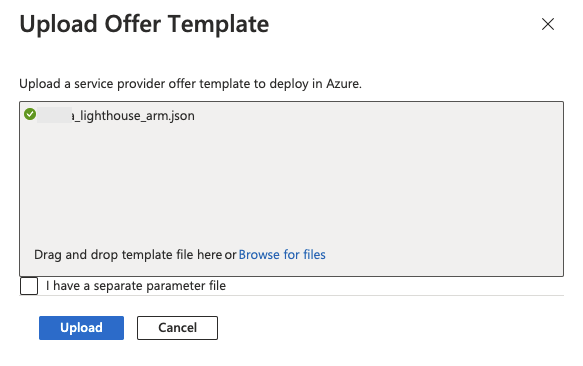 Upload Offer Template
Upload a service provider offer template to deploy in Azure.
_lighthouse_arm.json
Drag and drop template file here or Browse for files
I have a separate parameter file
Upload
Cancel